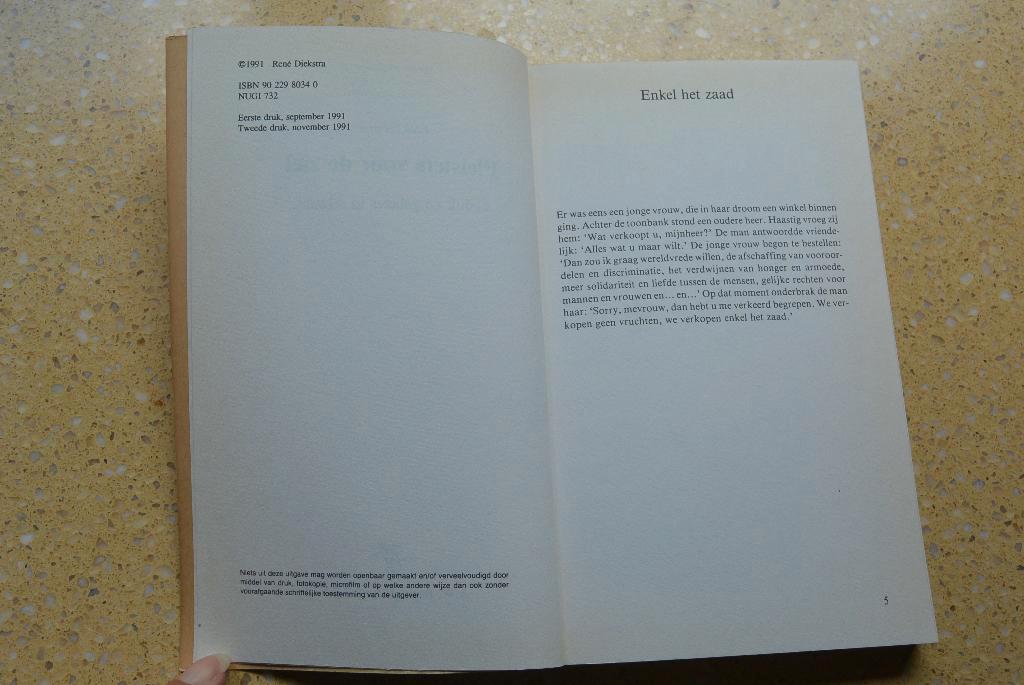 ©1991 René Diekstra
ISBN 90 229 8034 0
NUGI 732
Eerste druk, september 1991
Tweede druk, november 1991
Niets uit deze uitgave mag worden openbaar gemaakt en/of verveelvoudigd door
middel van druk, fotokopie, microfilm of op welke andere wijze dan ook zonder
voorafgaande schriftelijke toestemming van de uitgever.
Enkel het zaad
Er was eens een jonge vrouw, die in haar droom een winkel binnen
ging. Achter de toonbank stond een oudere heer. Haastig vroeg zij
hem: ‘Wat verkoopt u, mijnheer?’ De man antwoordde vriende-
lijk: ‘Alles wat u maar wilt.’ De jonge vrouw begon te bestellen:
‘Dan zou ik graag wereldvrede willen, de afschaffing van vooroor-
delen en discriminatie, het verdwijnen van honger en armoede,
meer solidariteit en liefde tussen de mensen, gelijke rechten voor
mannen en vrouwen en... en...’ Op dat moment onderbrak de man
haar: ‘Sorry, mevrouw, dan hebt u me verkeerd begrepen. We ver-
kopen geen vruchten, we verkopen enkel het zaad.’
5